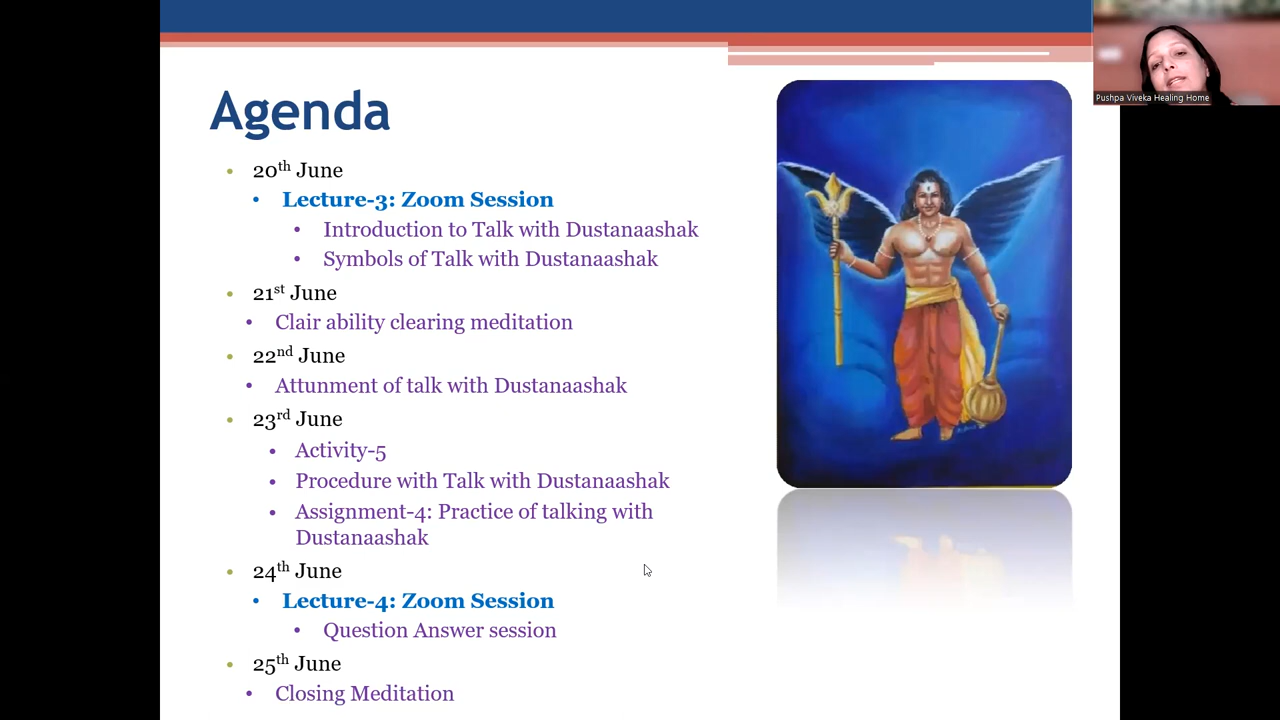 Agenda
• 20th June
• Lecture-3: Zoom Session
• Introduction to Talk with Dustanaashak
• Symbols of Talk with Dustanaashak
• 21st June
• Clair ability clearing meditation
• 22nd June
• Attunment of talk with Dustanaashak
• 23rd June
• Activity-5
• Procedure with Talk with Dustanaashak
• Assignment-4: Practice of talking with
Dustanaashak
• 24th June
• Lecture-4: Zoom Session
• Question Answer session
• 25th June
• Closing Meditation
Pushpa Viveka Healing Home